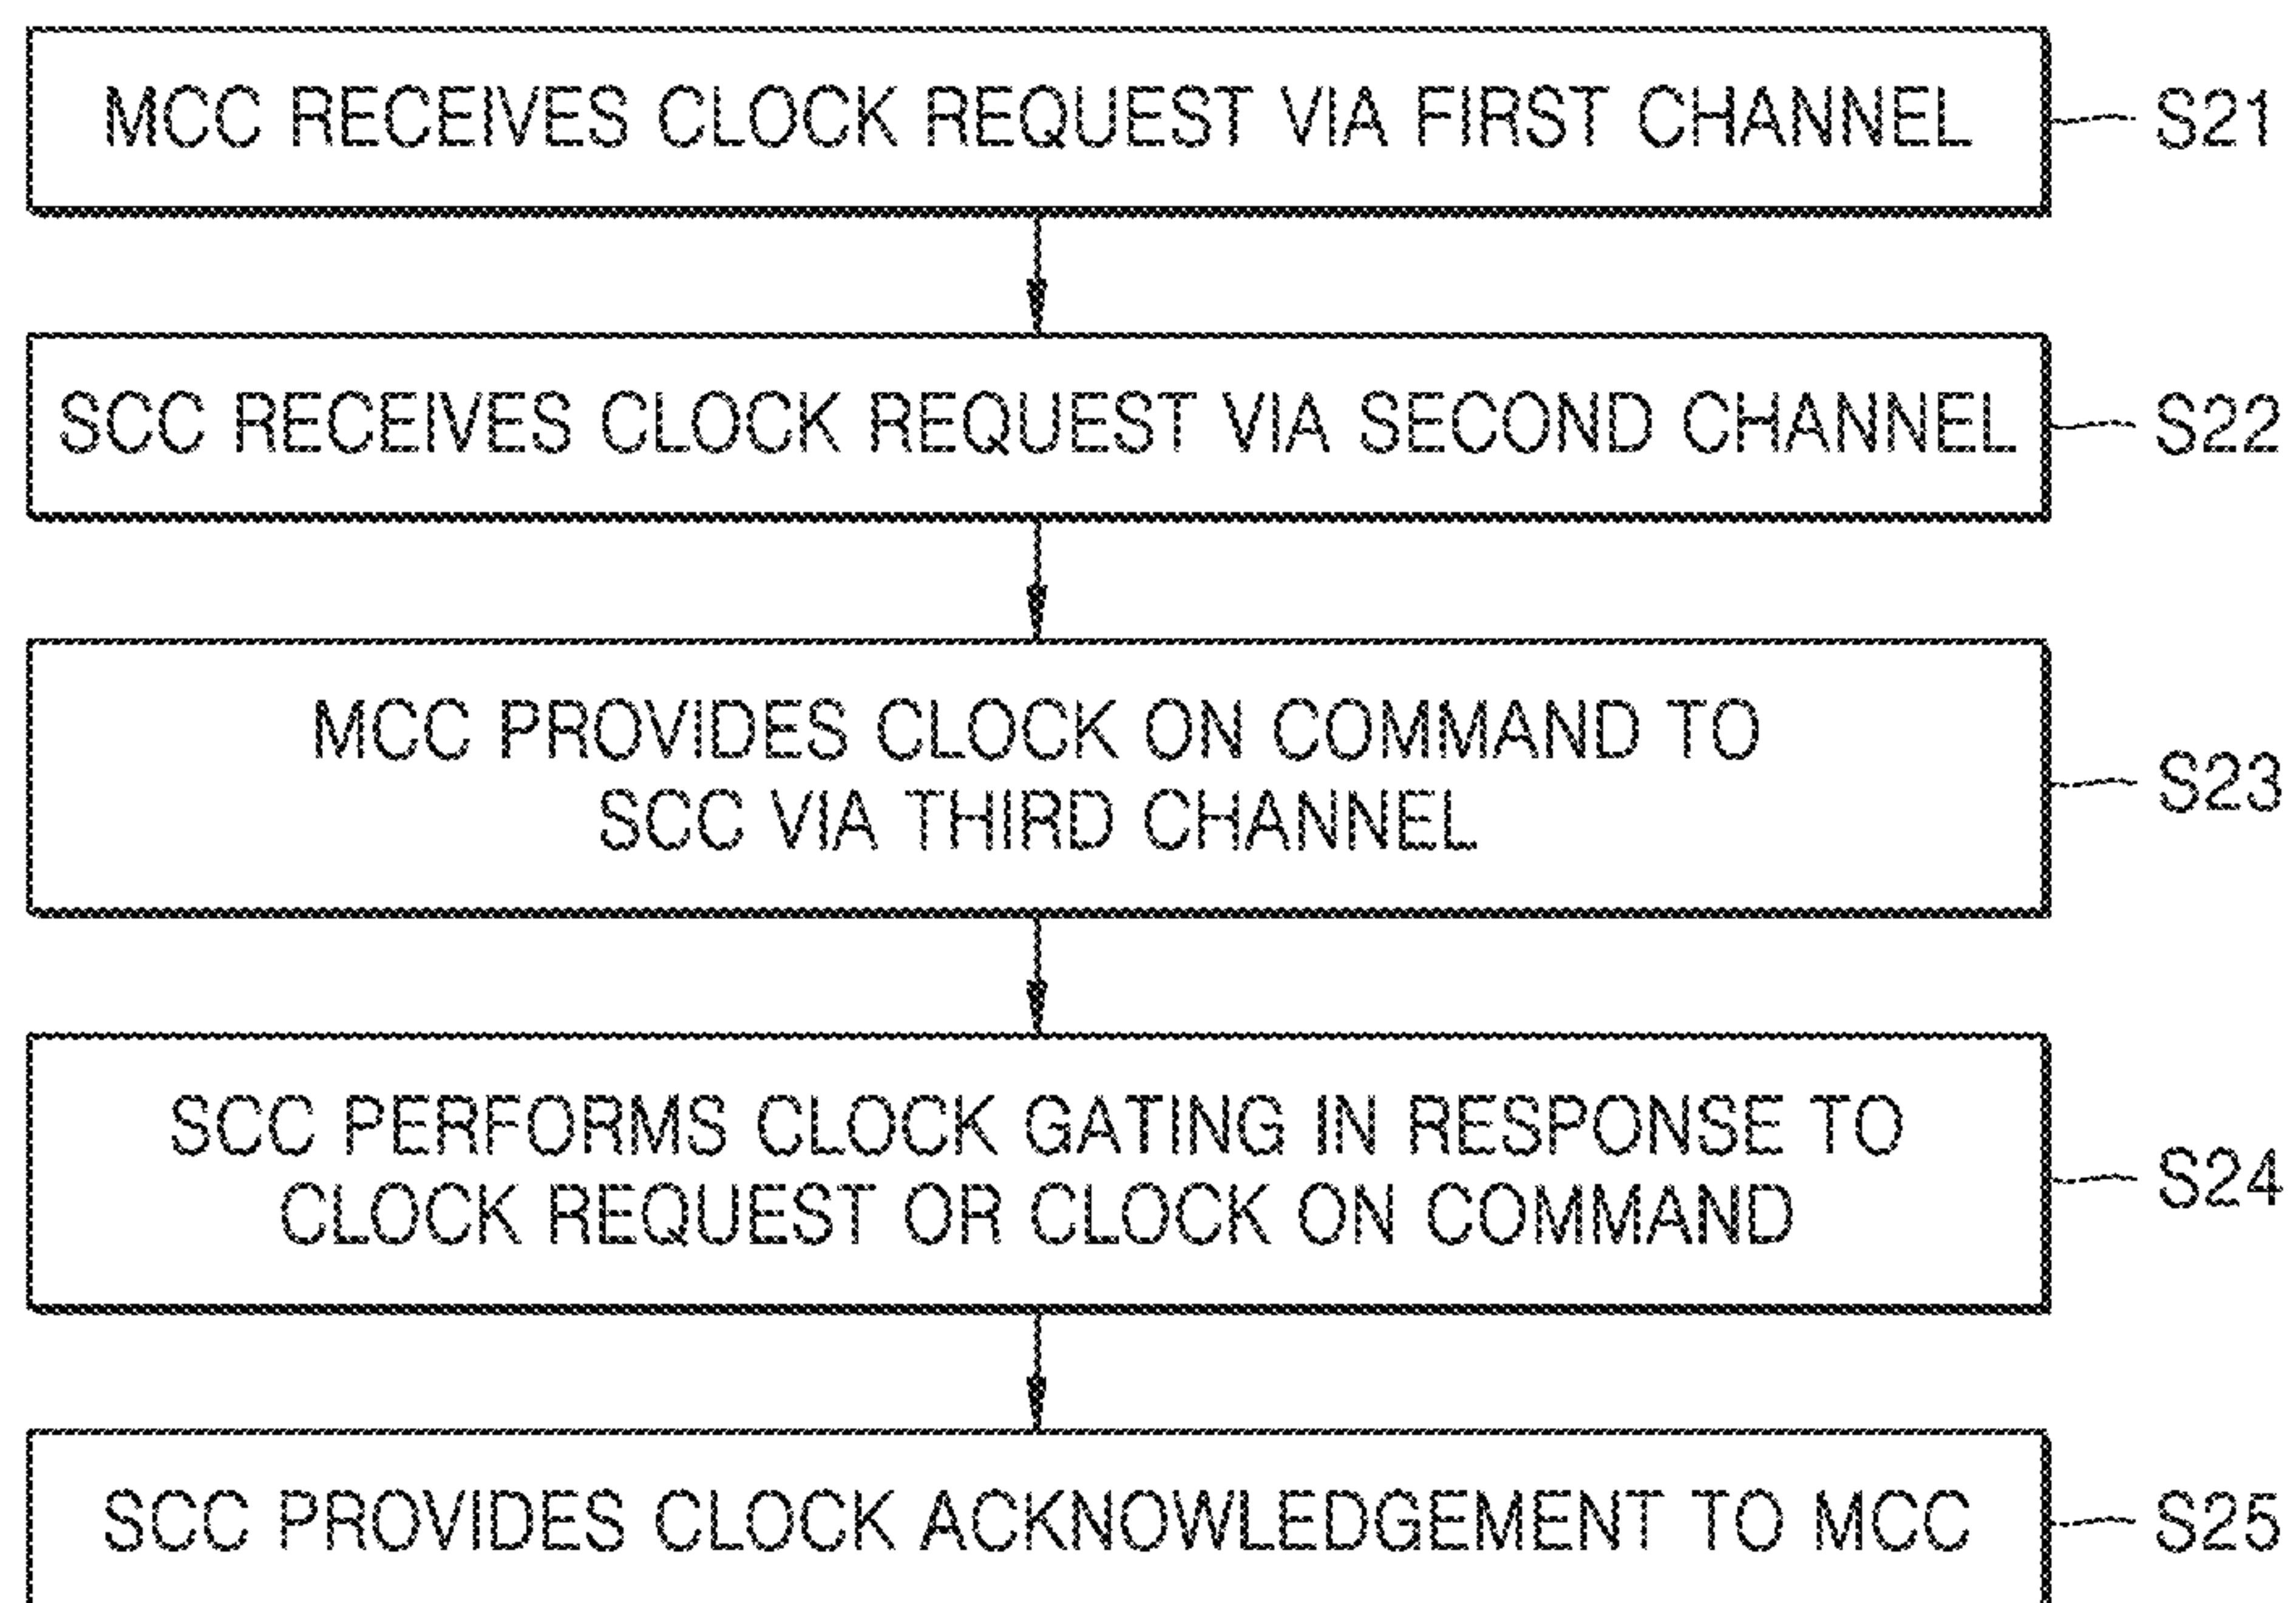 MCC RECEIVES CLOCK REQUEST VIA FIRST CHANNEL
S21
SCC RECEIVES CLOCK REQUEST VIA SECOND CHANNEL
S22
MCC PROVIDES CLOCK ON COMMAND TO
SCC VIA THIRD CHANNEL
S23
SCC PERFORMS CLOCK GATING IN RESPONSE TO
CLOCK REQUEST OR CLOCK ON COMMAND
S24
SCC PROVIDES CLOCK ACKNOWLEDGEMENT TO MCC
S25